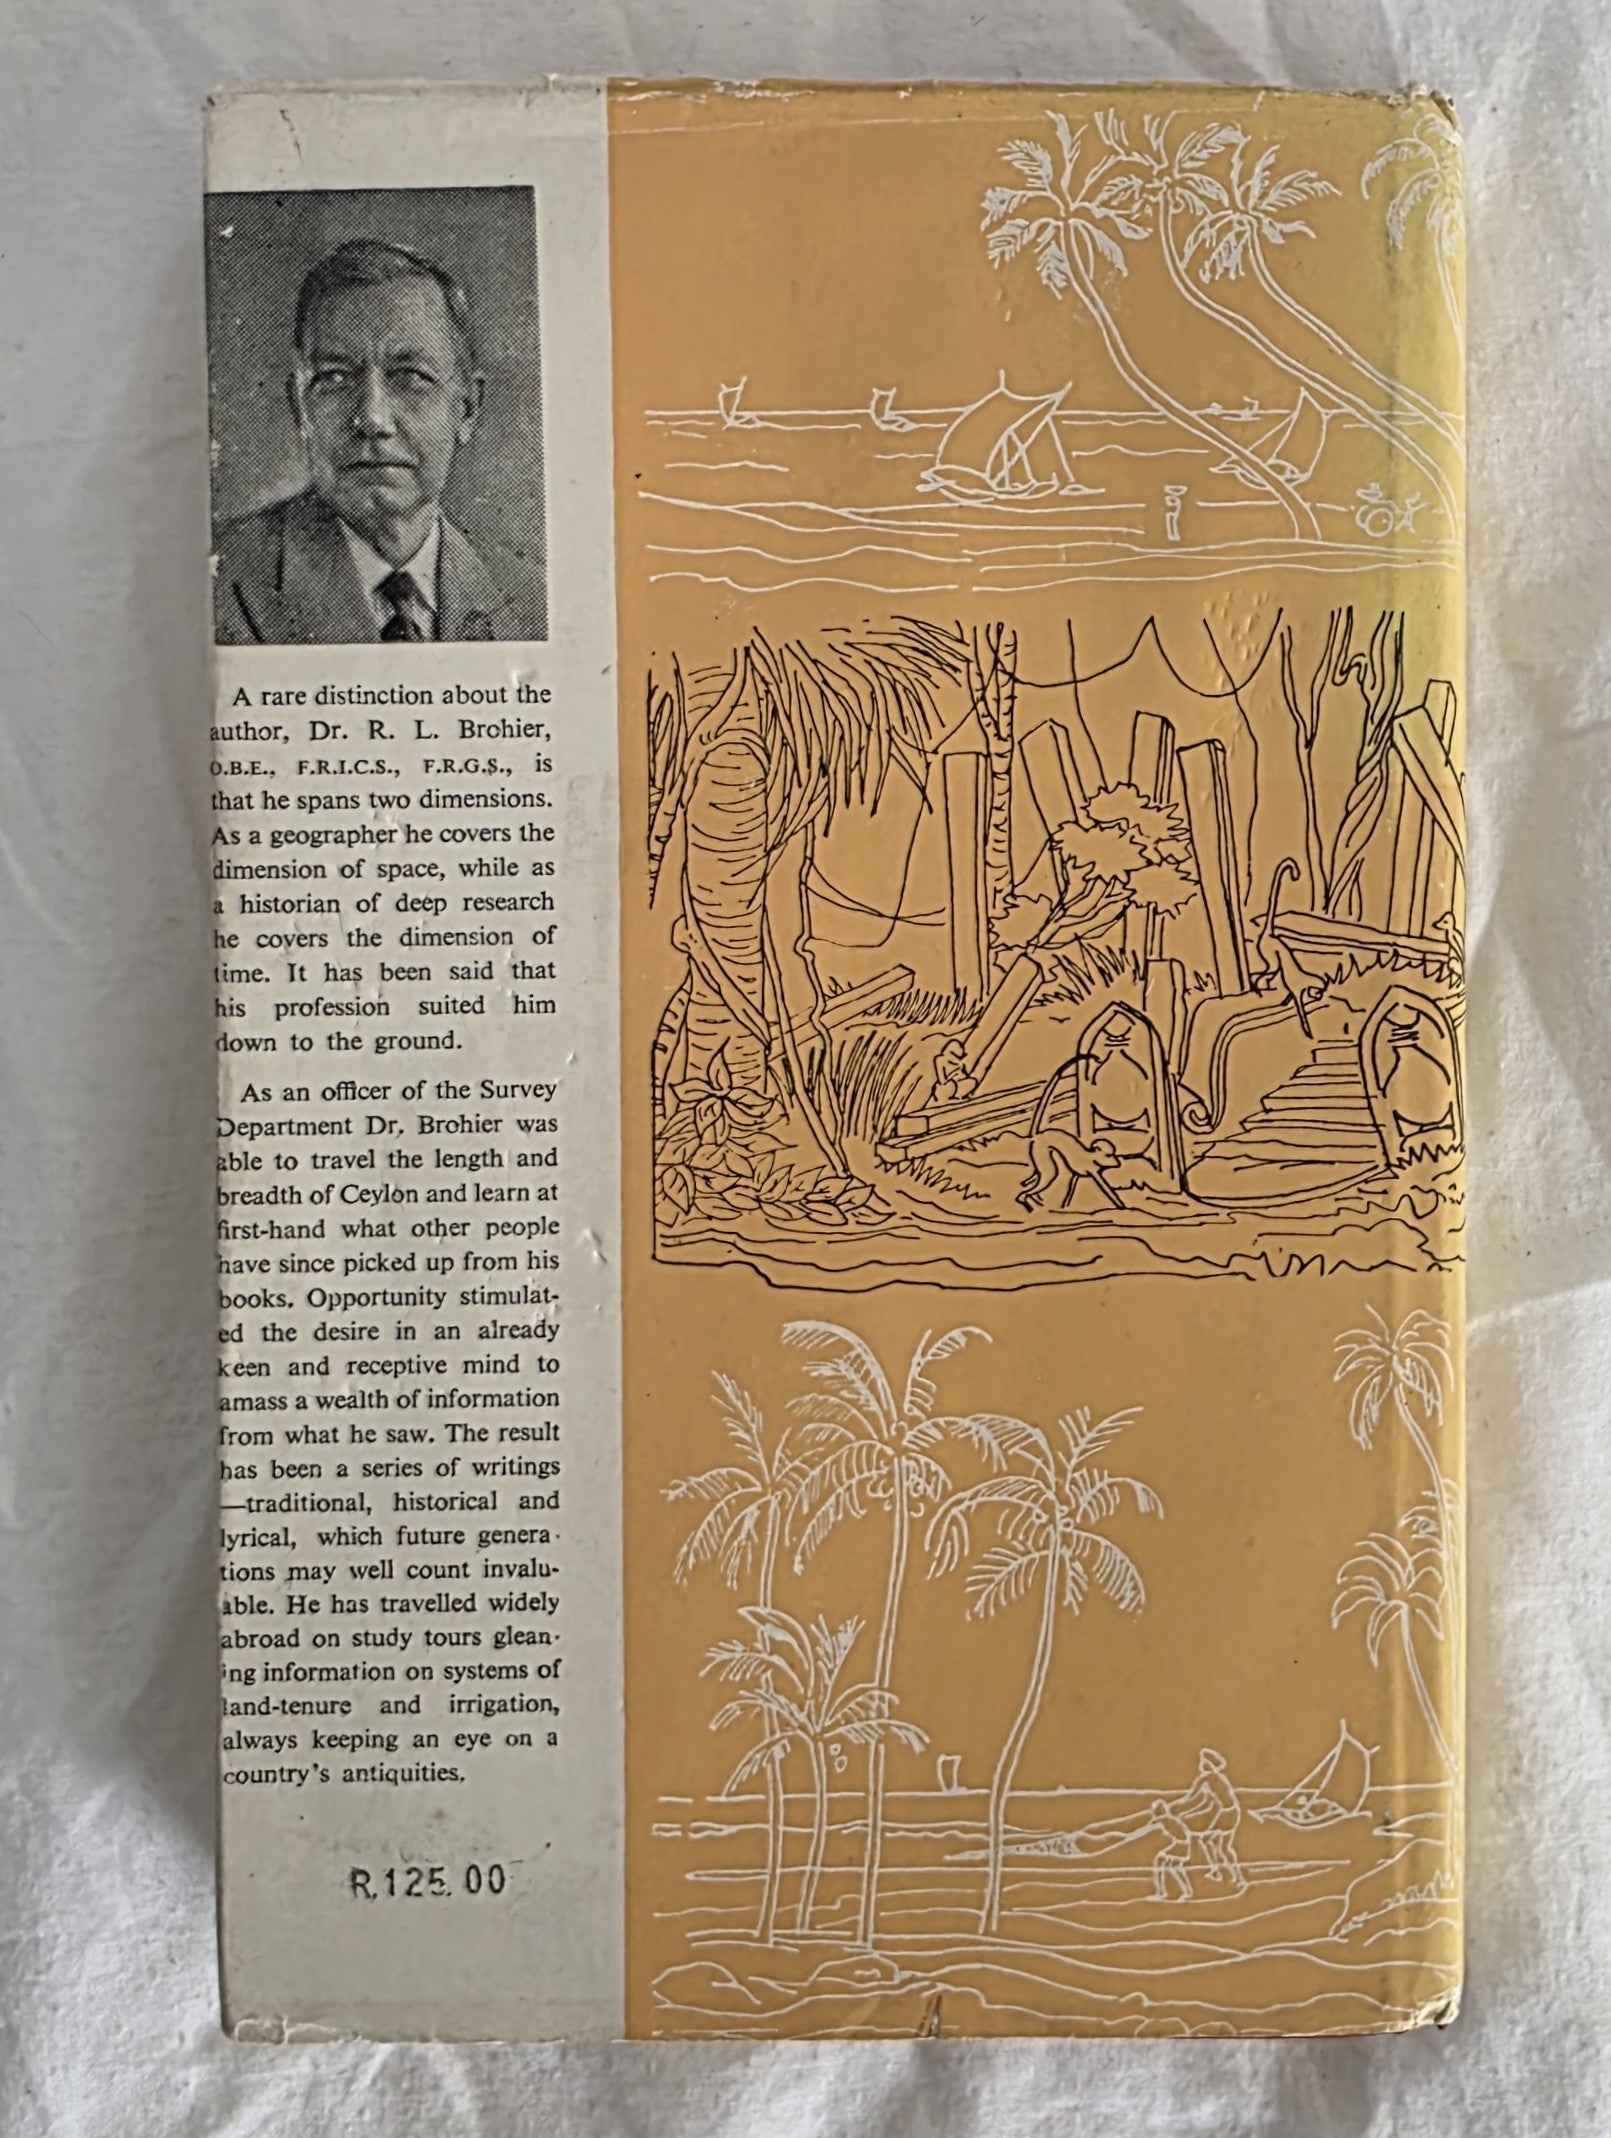 A rare distinction about the
author, Dr. R. L. Brohier,
O.B.E., F.R.I.C.S., F.R.G.S., is
that he spans two dimensions.
As a geographer he covers the
dimension of space, while as
a historian of deep research
he covers the dimension of
time. It has been said that
his profession suited him
down to the ground.
As an officer of the Survey
Department Dr. Brohier was
able to travel the length and
breadth of Ceylon and learn at
first-hand what other people
have since picked up from his
books. Opportunity stimulat-
ed the desire in an already
keen and receptive mind to
amass a wealth of information
from what he saw. The result
has been a series of writings
—traditional, historical and
lyrical, which future genera-
tions may well count invalu-
able. He has travelled widely
abroad on study tours glean-
ing information on systems of
land-tenure and irrigation,
always keeping an eye on a
country's antiquities.
R.125.00